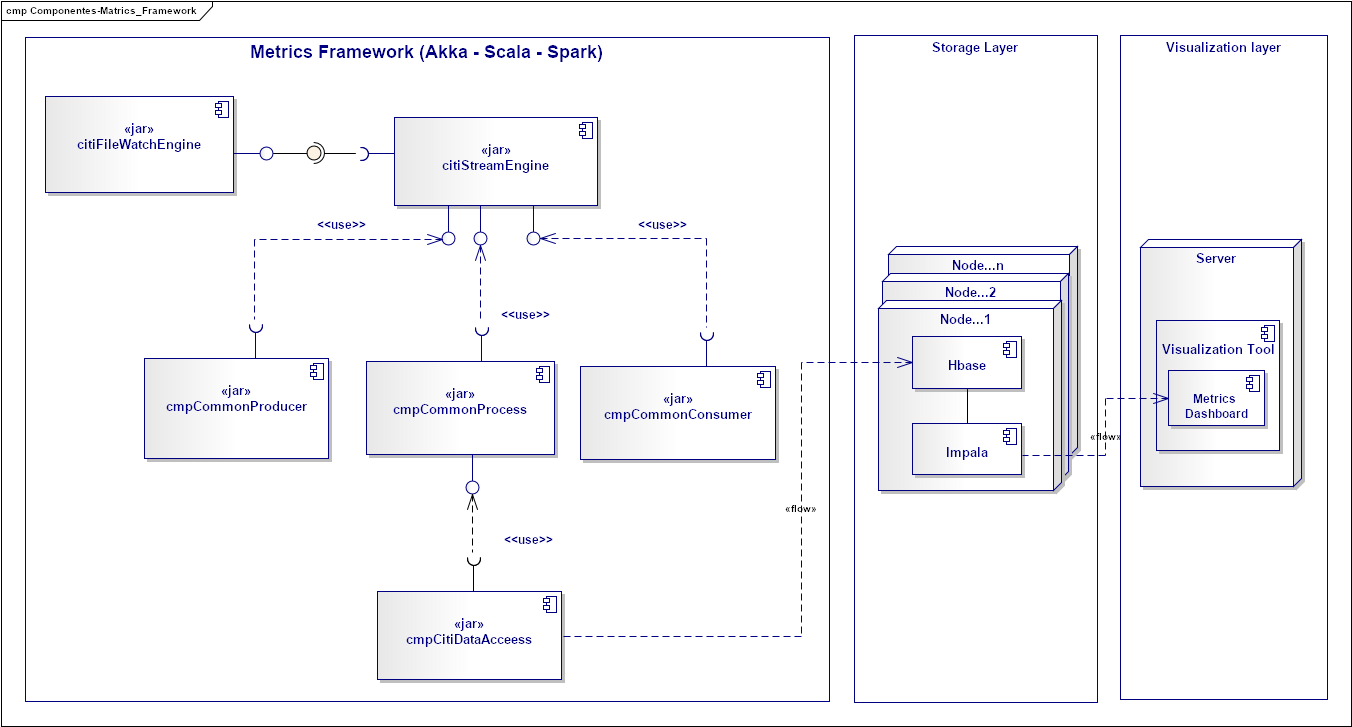 cmp Componentes-Matrics_Framework
Metrics Framework (Akka - Scala - Spark)
«jar»
citiFileWatchEngine
«jar»
citiStreamEngine
<<use>>
<<use>>
<<use>>
«jar»
cmpCommonProducer
«jar»
cmpCommonProcess
«jar»
cmpCommonConsumer
<<use>>
«jar»
cmpCitiDataAcceess
«flow»
Storage Layer
Node...n
Node...2
Node...1
Hbase
Impala
«flow»
Visualization layer
Server
Visualization Tool
Metrics
Dashboard